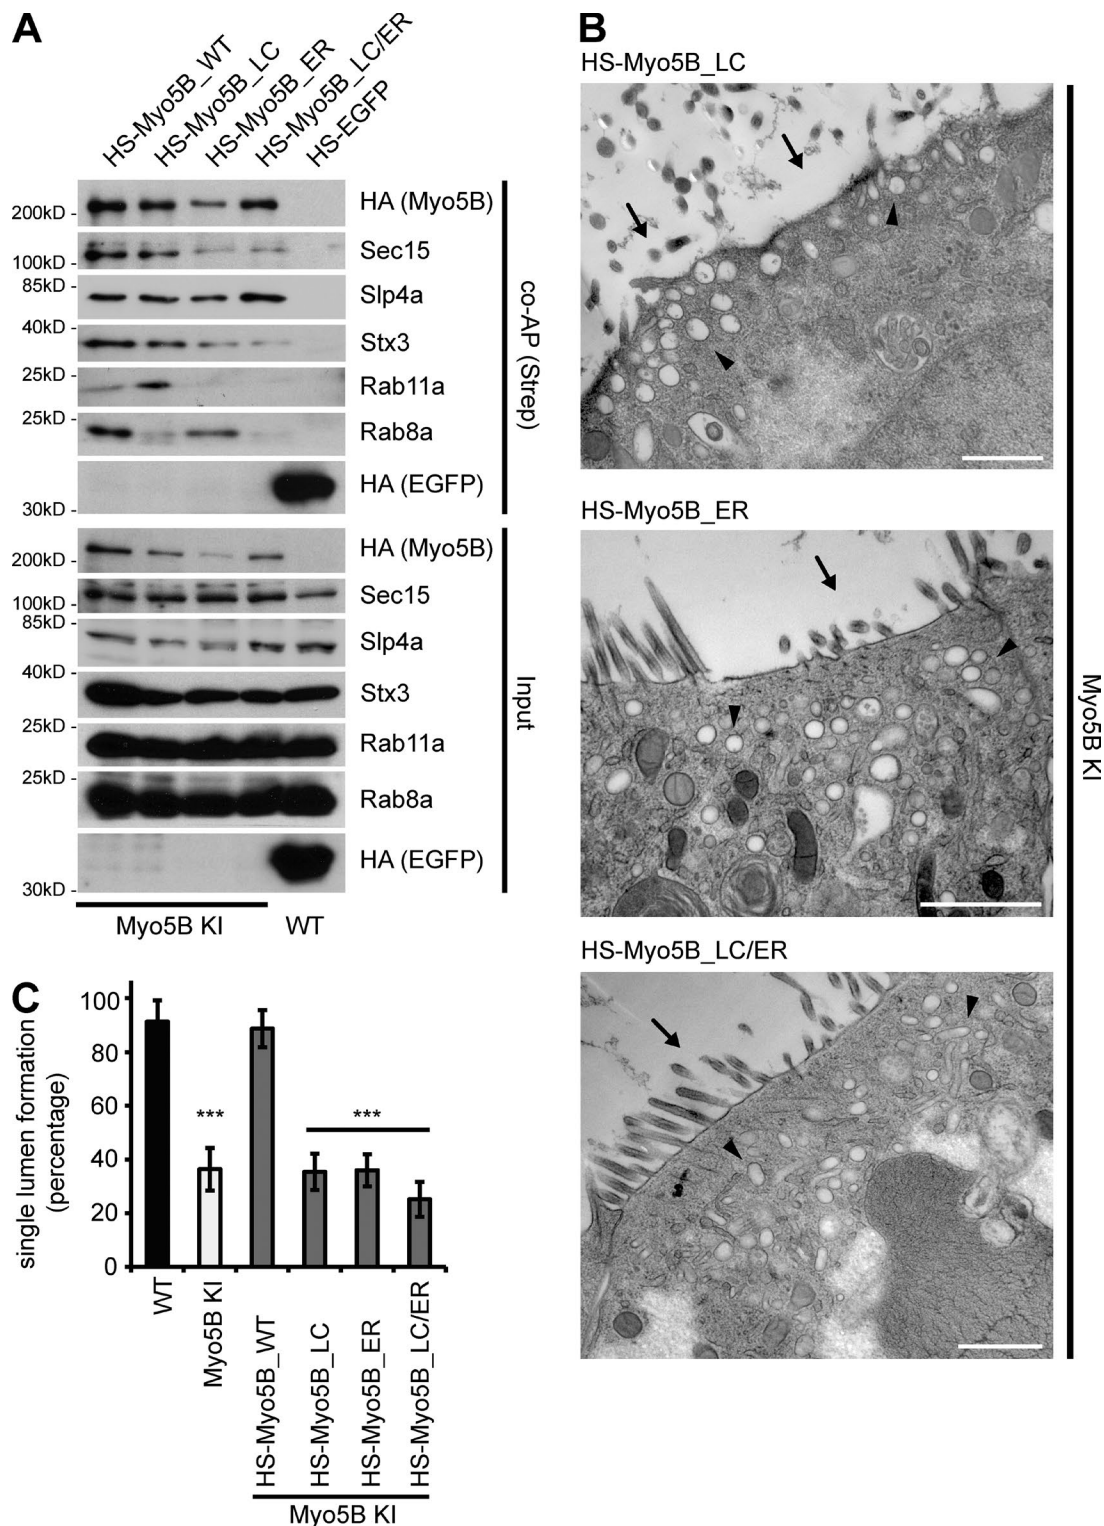 A
HS-Myo5B_WT
HS-Myo5B_LC
HS-Myo5B_ER
HS-Myo5B_LC/ER
HS-EGFP
200kD - HA (Myo5B)
100kD - Sec15
85kD - Slp4a
40kD - Stx3
25kD - Rab11a
25kD - Rab8a
30kD - HA (EGFP)
co-AP (Strep)
200kD - HA (Myo5B)
100kD - Sec15
85kD - Slp4a
40kD - Stx3
25kD - Rab11a
25kD - Rab8a
30kD - HA (EGFP)
Input
Myo5B KI WT
B
HS-Myo5B_LC
HS-Myo5B_ER
HS-Myo5B_LC/ER
Myo5B KI
C
single lumen formation
(percentage)
100
80
60
40
20
0
*** ***
WT
Myo5B KI
HS-Myo5B_WT
HS-Myo5B_LC
HS-Myo5B_ER
HS-Myo5B_LC/ER
Myo5B KI